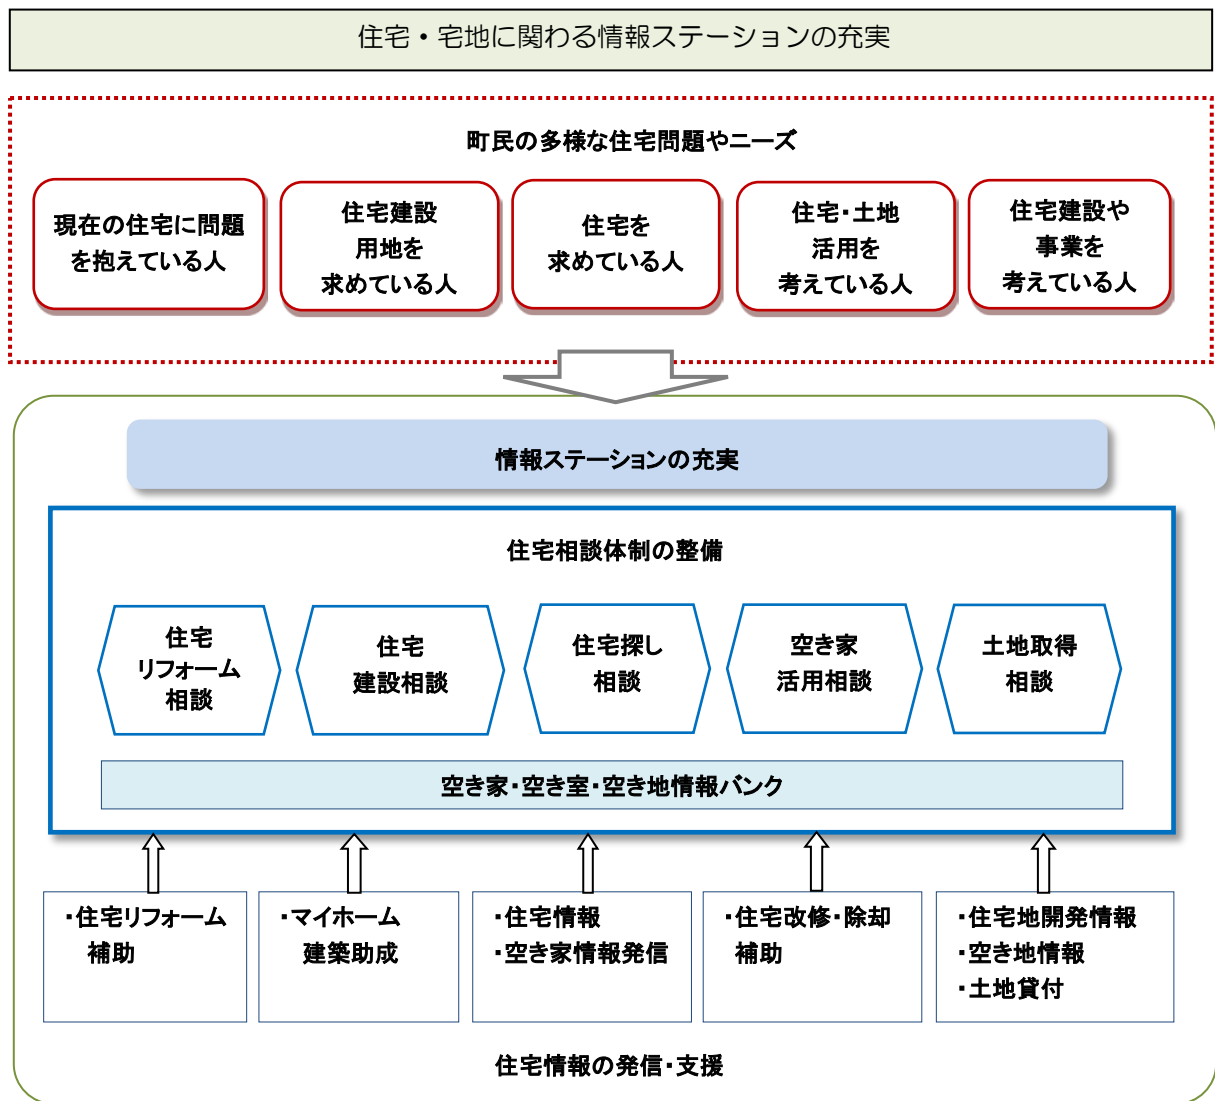 住宅・宅地に関わる情報ステーションの充実
町民の多様な住宅問題やニーズ
現在の住宅に問題
を抱えている人
住宅建設
用地を
求めている人
住宅を
求めている人
住宅・土地
活用を
考えている人
住宅建設や
事業を
考えている人
情報ステーションの充実
住宅相談体制の整備
住宅
リフォーム
相談
住宅
建設相談
住宅探し
相談
空き家
活用相談
土地取得
相談
空き家・空き室・空き地情報バンク
・住宅リフォーム
補助
・マイホーム
建築助成
・住宅情報
・空き家情報発信
・住宅改修・除却
補助
・住宅地開発情報
・空き地情報
・土地貸付
住宅情報の発信・支援